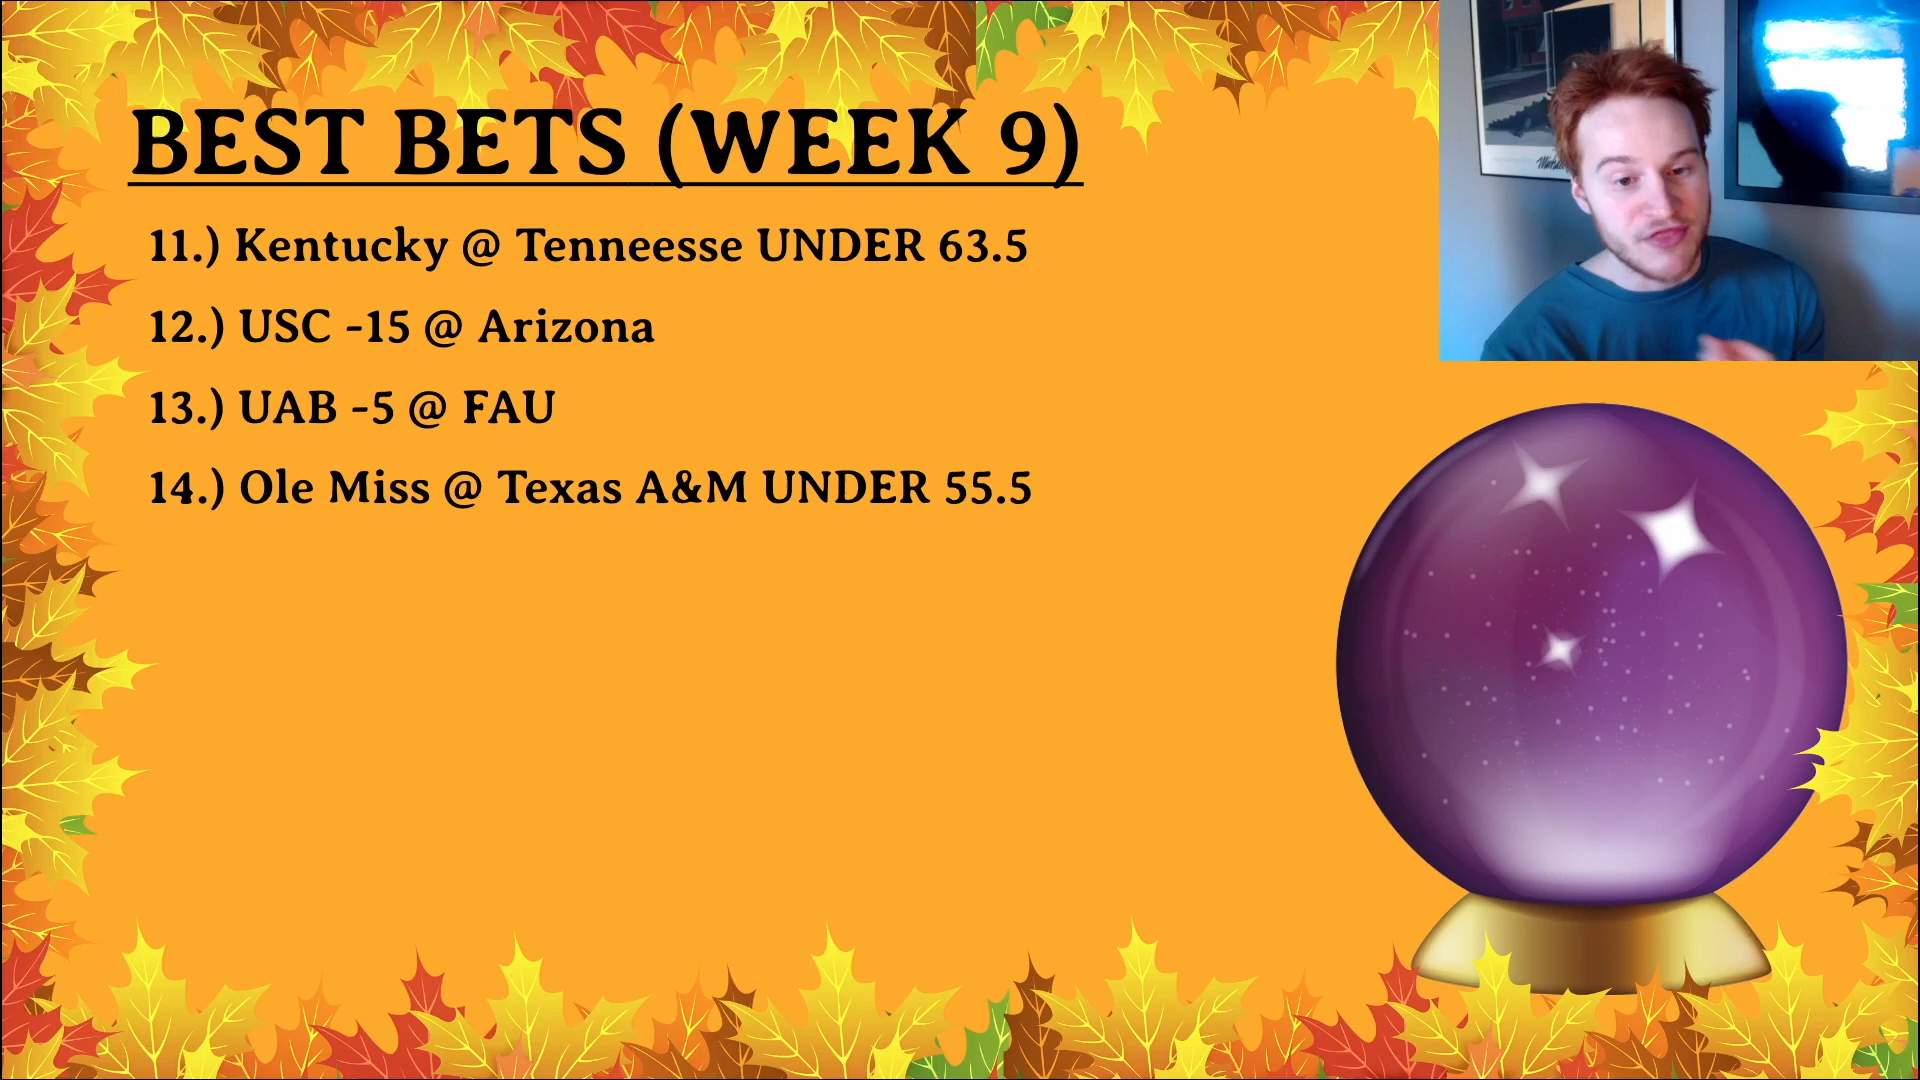 BEST BETS (WEEK 9)
11.) Kentucky @ Tenneesse UNDER 63.5
12.) USC -15 @ Arizona
13.) UAB -5 @ FAU
14.) Ole Miss @ Texas A&M UNDER 55.5